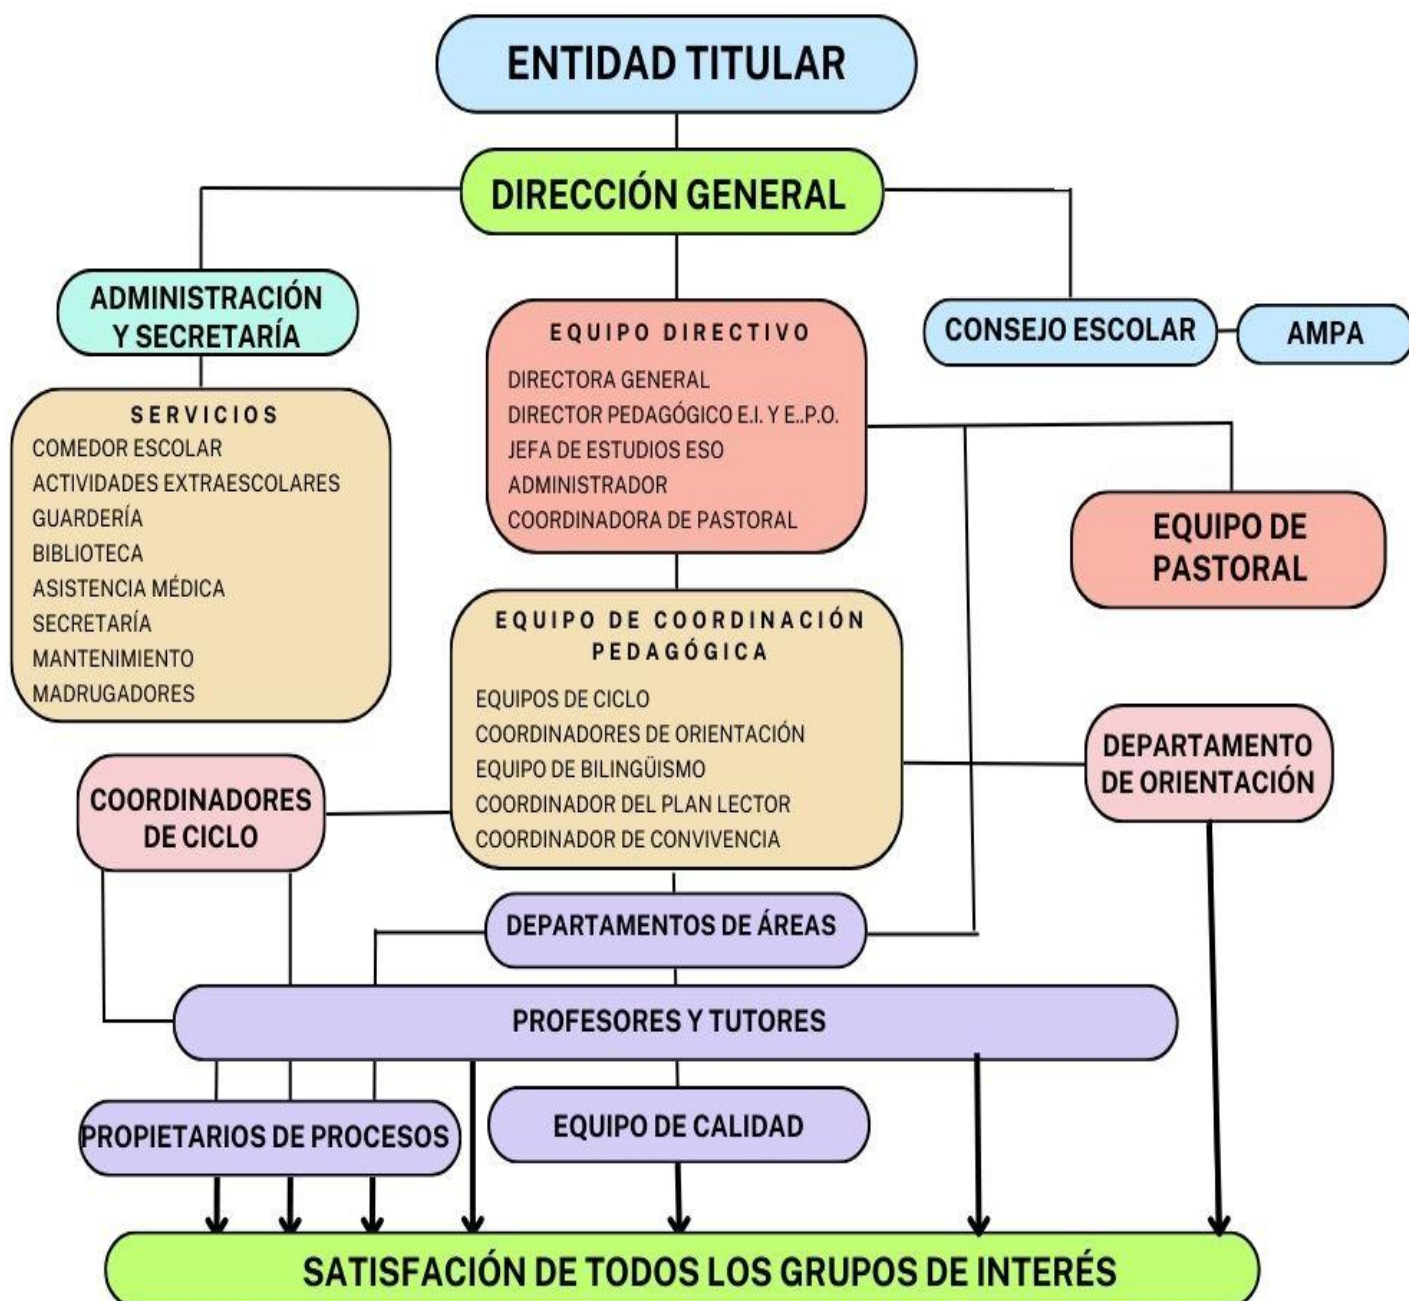 ENTIDAD TITULAR
DIRECCIÓN GENERAL
ADMINISTRACIÓN
Y SECRETARÍA
SERVICIOS
COMEDOR ESCOLAR
ACTIVIDADES EXTRAESCOLARES
GUARDERÍA
BIBLIOTECA
ASISTENCIA MÉDICA
SECRETARÍA
MANTENIMIENTO
MADRUGADORES
EQUIPO DIRECTIVO
DIRECTORA GENERAL
DIRECTOR PEDAGÓGICO E.I. Y E..P.O.
JEFA DE ESTUDIOS ESO
ADMINISTRADOR
COORDINADORA DE PASTORAL
CONSEJO ESCOLAR
AMPA
EQUIPO DE
PASTORAL
EQUIPO DE COORDINACIÓN
PEDAGÓGICA
EQUIPOS DE CICLO
COORDINADORES DE ORIENTACIÓN
EQUIPO DE BILINGÜISMO
COORDINADOR DEL PLAN LECTOR
COORDINADOR DE CONVIVENCIA
COORDINADORES
DE CICLO
DEPARTAMENTO
DE ORIENTACIÓN
DEPARTAMENTOS DE ÁREAS
PROFESORES Y TUTORES
PROPIETARIOS DE PROCESOS
EQUIPO DE CALIDAD
SATISFACIÓN DE TODOS LOS GRUPOS DE INTERÉS